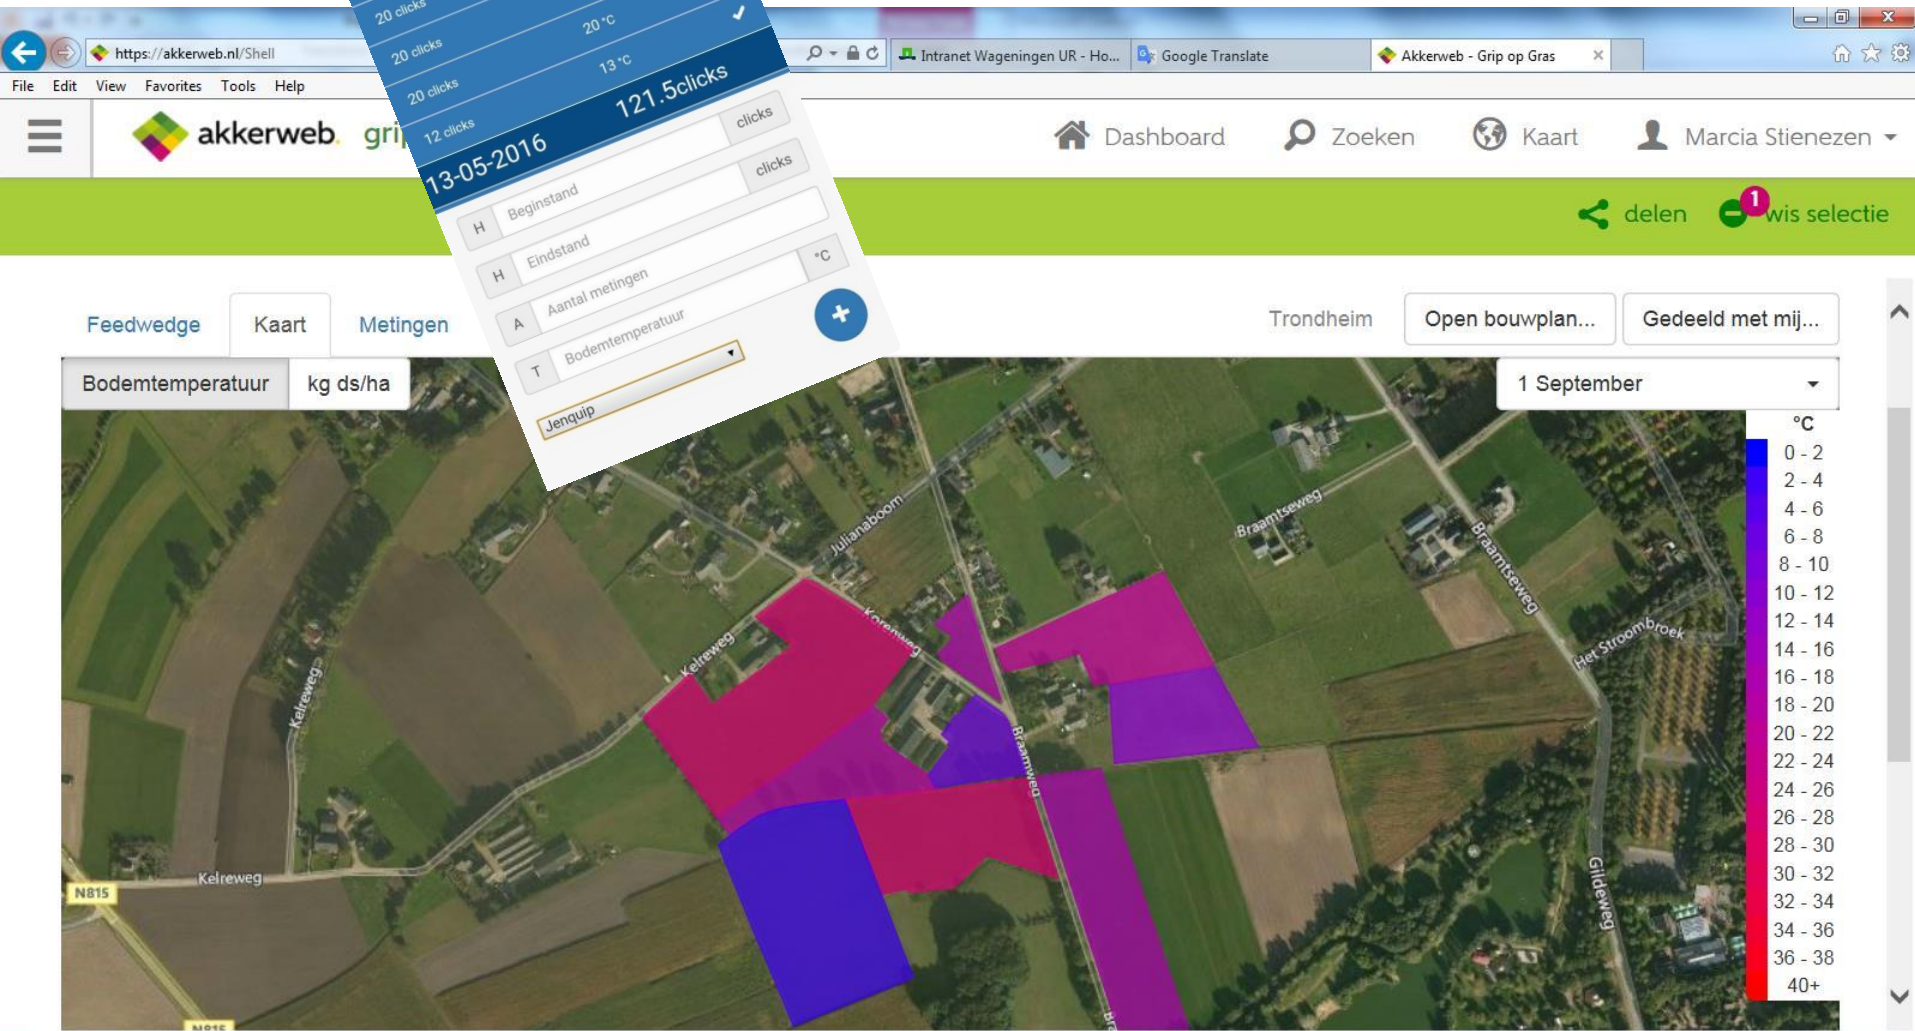 https://akkerweb.nl/Shell
Intranet Wageningen UR - Ho...
Google Translate
Akkerweb - Grip op Gras
File Edit View Favorites Tools Help
akkerweb.
Dashboard
Zoeken
Kaart
Marcia Stienezen
delen
1
wis selectie
Feedwedge
Kaart
Metingen
Trondheim
Open bouwplan...
Gedeeld met mij...
Bodemtemperatuur
kg ds/ha
1 September
20 clicks
20 clicks 20 °C
20 clicks 13 °C
12 clicks
13-05-2016 121.5clicks
H Beginstand clicks
H Eindstand clicks
A Aantal metingen
T Bodemtemperatuur °C
Jenquip
°C
0 - 2
2 - 4
4 - 6
6 - 8
8 - 10
10 - 12
12 - 14
14 - 16
16 - 18
18 - 20
20 - 22
22 - 24
24 - 26
26 - 28
28 - 30
30 - 32
32 - 34
34 - 36
36 - 38
40+
Julianaboom
Braamtseweg
Braamtseweg
Korenweg
Kelreweg
Het Stroombroek
Kelreweg
Braamweg
Kelreweg
Gildeweg
N815
N815